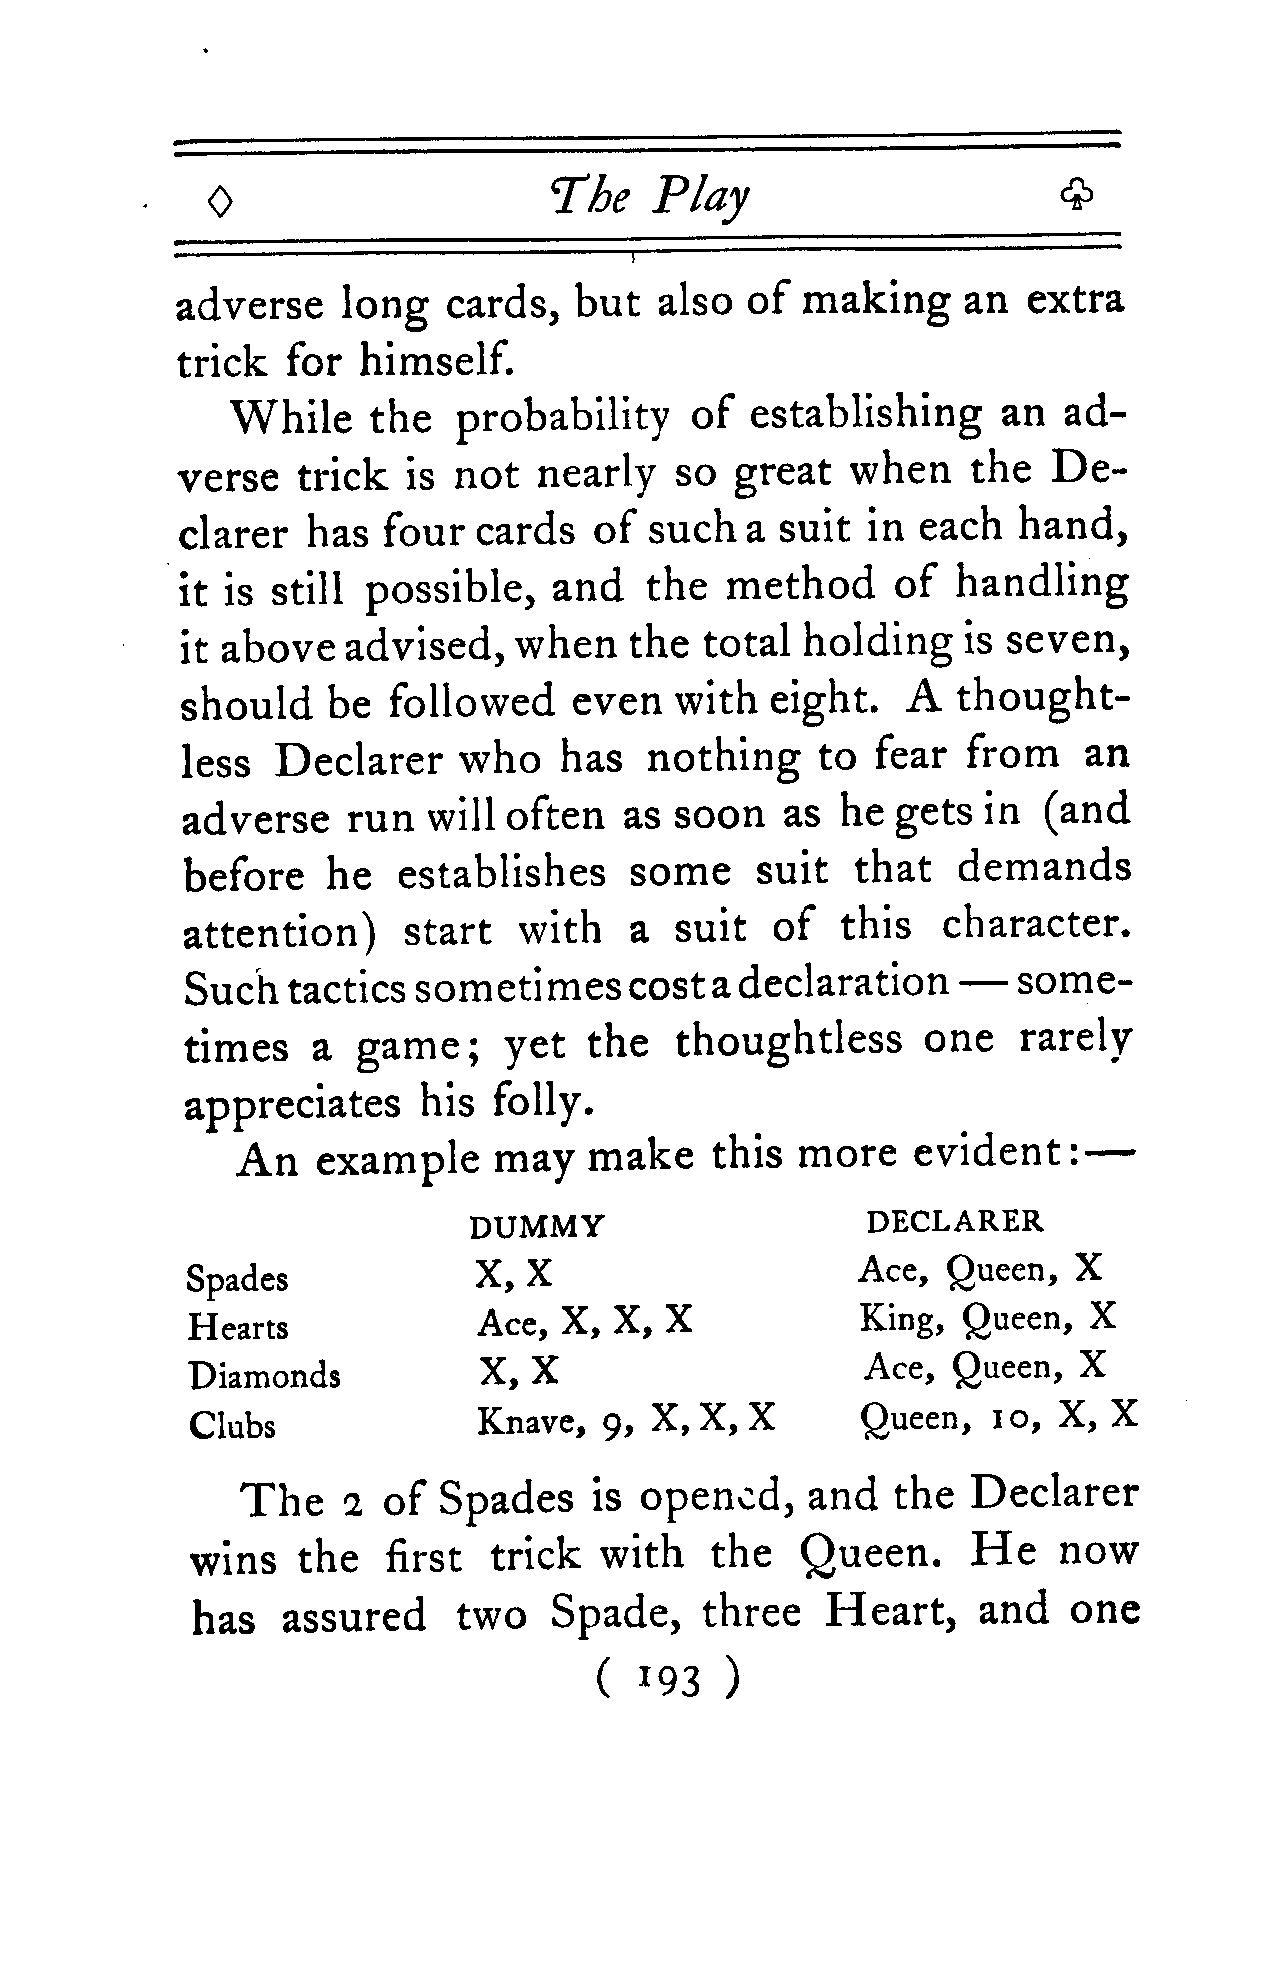 ◊ The Play ♧
adverse long cards, but also of making an extra
trick for himself.
While the probability of establishing an ad-
verse trick is not nearly so great when the De-
clarer has four cards of such a suit in each hand,
it is still possible, and the method of handling
it above advised, when the total holding is seven,
should be followed even with eight. A thought-
less Declarer who has nothing to fear from an
adverse run will often as soon as he gets in (and
before he establishes some suit that demands
attention) start with a suit of this character.
Such tactics sometimes cost a declaration — some-
times a game; yet the thoughtless one rarely
appreciates his folly.
An example may make this more evident:—
DUMMY DECLARER
Spades X, X Ace, Queen, X
Hearts Ace, X, X, X King, Queen, X
Diamonds X, X Ace, Queen, X
Clubs Knave, 9, X, X, X Queen, 10, X, X
The 2 of Spades is opened, and the Declarer
wins the first trick with the Queen. He now
has assured two Spade, three Heart, and one
( 193 )